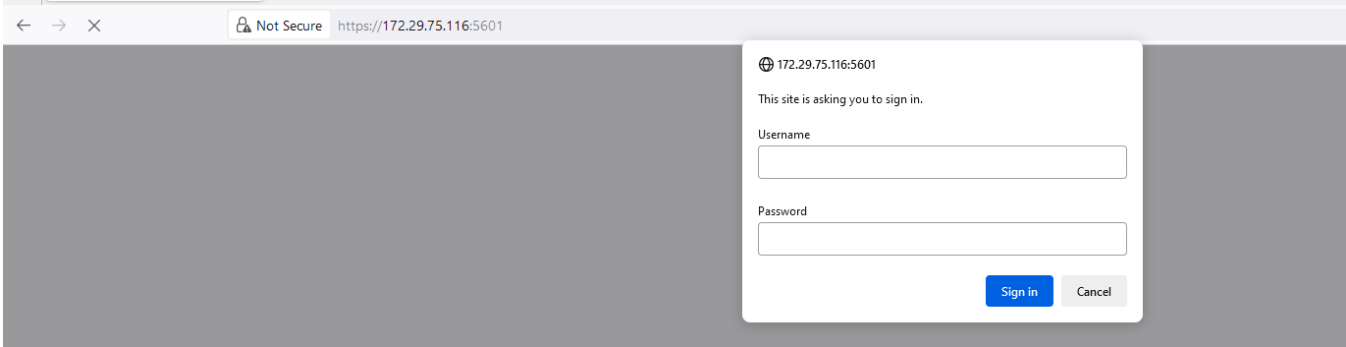 Not Secure https://172.29.75.116:5601
172.29.75.116:5601
This site is asking you to sign in.
Username
Password
Sign in Cancel